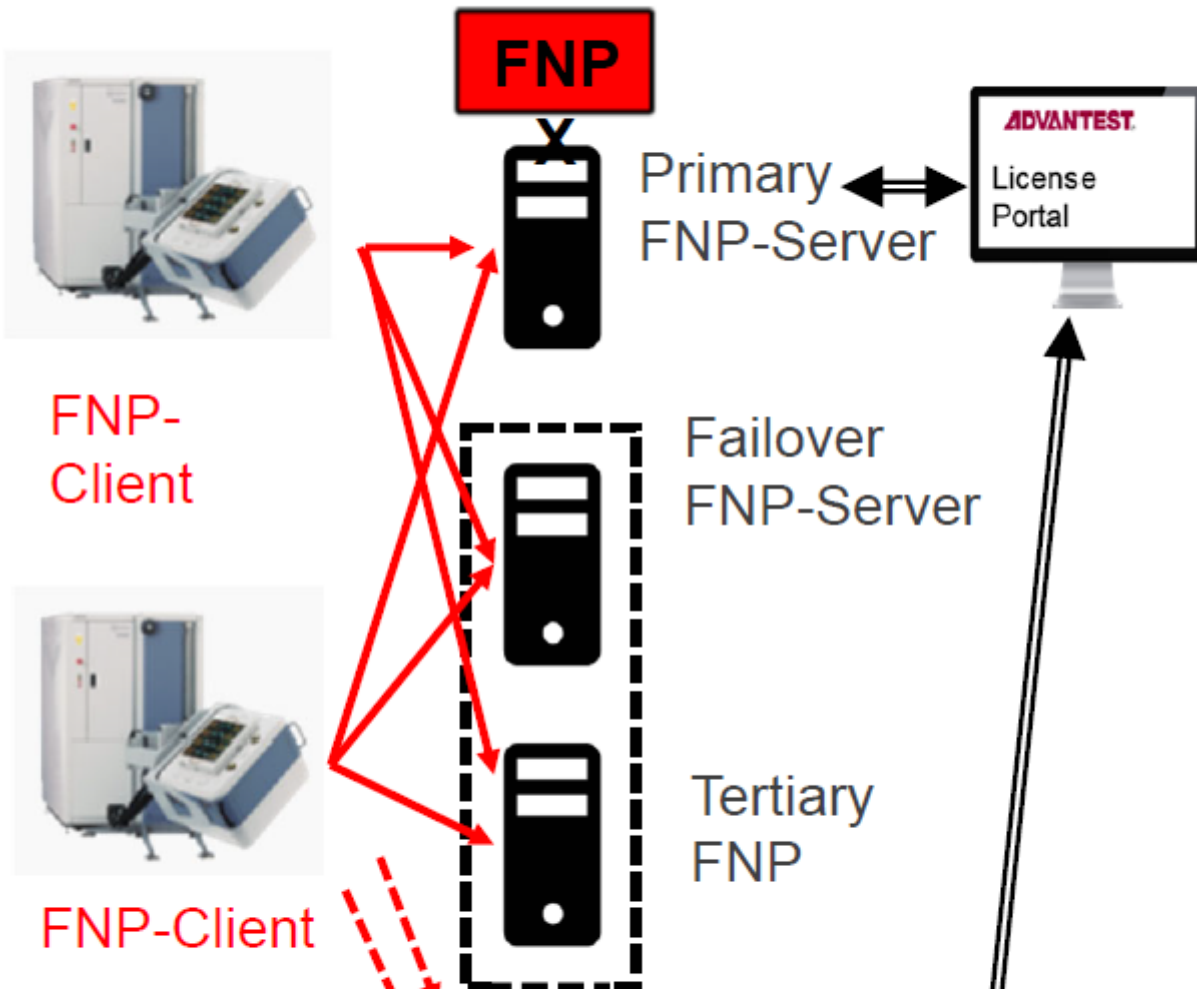 FNP
X
ADVANTEST.
License
Portal
Primary
FNP-Server
FNP-
Client
Failover
FNP-Server
Tertiary
FNP
FNP-Client